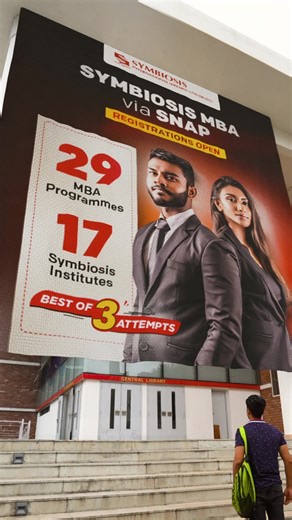 SYMBIOSIS
SYMBIOSIS MBA
via SNAP
REGISTRATIONS OPEN
29
MBA
Programmes
17
Symbiosis
Institutes
BEST OF 3 ATTEMPTS
CENTRAL LIBRARY